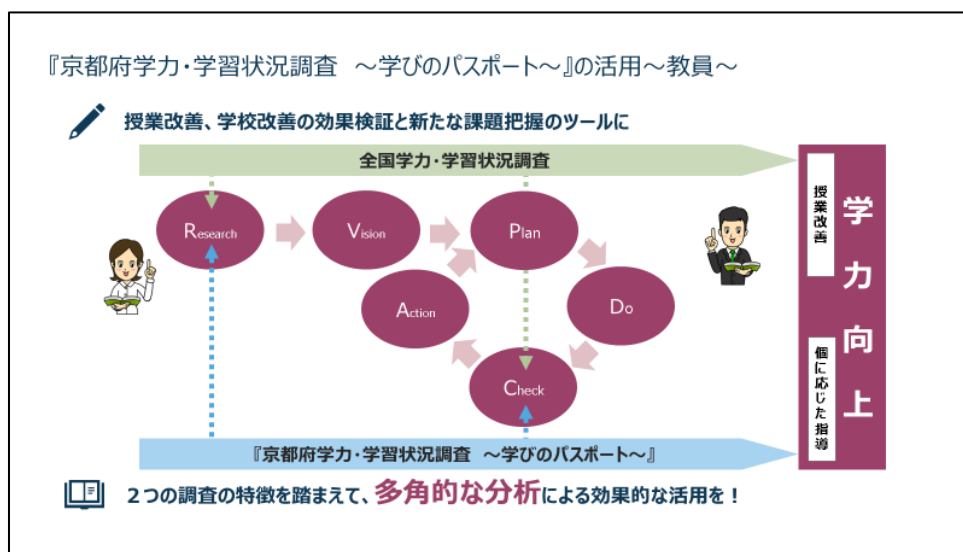 『京都府学力・学習状況調査　～学びのパスポート～』の活用～教員～
授業改善、学校改善の効果検証と新たな課題把握のツールに
全国学力・学習状況調査
Research
Vision
Plan
Action
Do
Check
授業改善
学力向上
個に応じた指導
『京都府学力・学習状況調査　～学びのパスポート～』
２つの調査の特徴を踏まえて、多角的な分析による効果的な活用を！